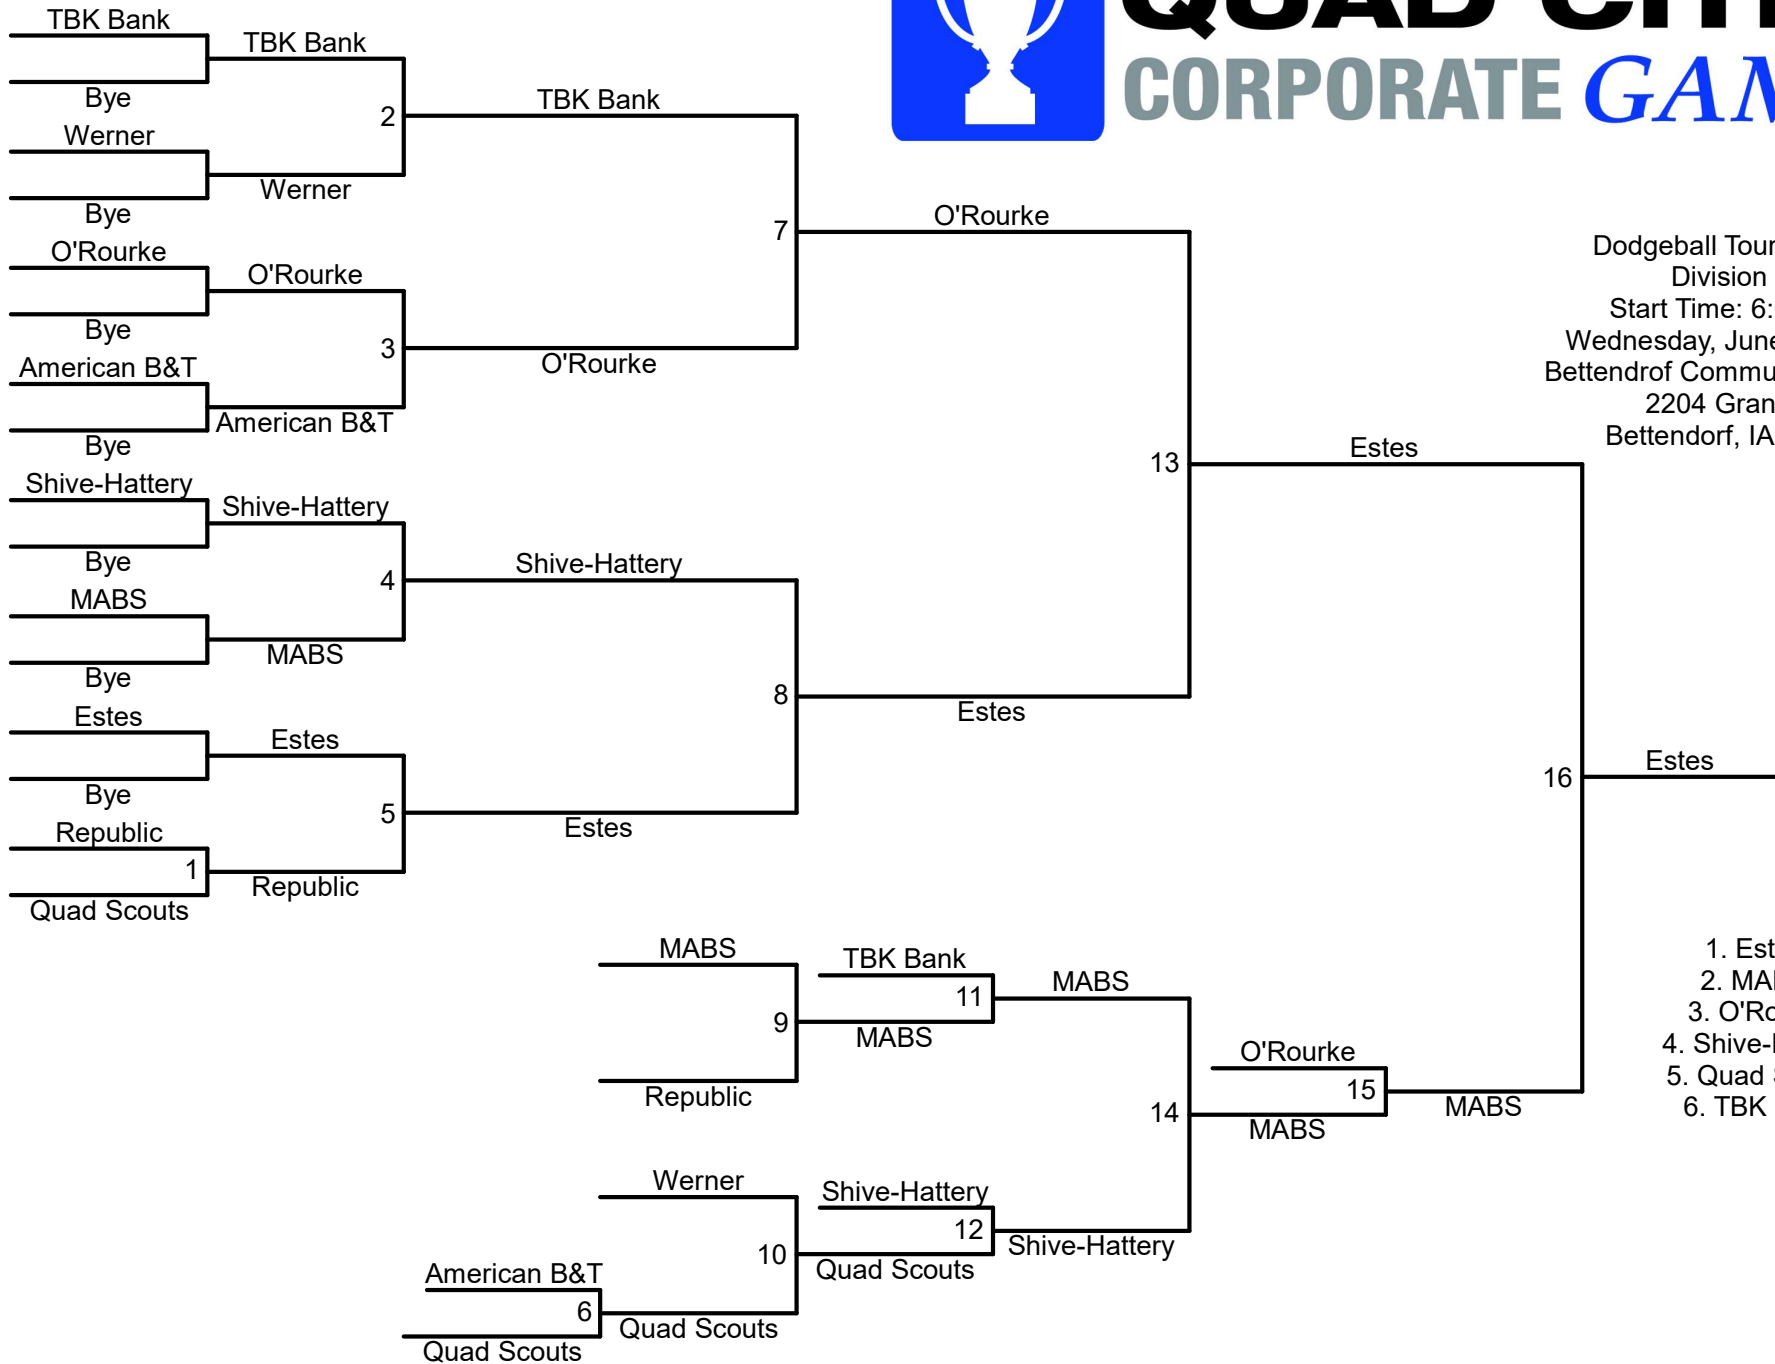 QUAD CITI
CORPORATE GAM
TBK Bank
Bye
Werner
Bye
O'Rourke
Bye
American B&T
Bye
Shive-Hattery
Bye
MABS
Bye
Estes
Bye
Republic
1
Quad Scouts
TBK Bank
2
Werner
O'Rourke
3
American B&T
Shive-Hattery
4
MABS
Estes
5
Republic
TBK Bank
7
O'Rourke
Shive-Hattery
8
Estes
O'Rourke
13
Estes
Estes
16
Estes
Dodgeball Tour
Division
Start Time: 6:
Wednesday, June
Bettendrof Commu
2204 Gran
Bettendorf, IA
MABS
9
Republic
TBK Bank
11
MABS
MABS
14
Shive-Hattery
O'Rourke
15
MABS
MABS
Werner
10
Quad Scouts
American B&T
6
Quad Scouts
Shive-Hattery
12
Quad Scouts
1. Est
2. MA
3. O'Ro
4. Shive-
5. Quad
6. TBK